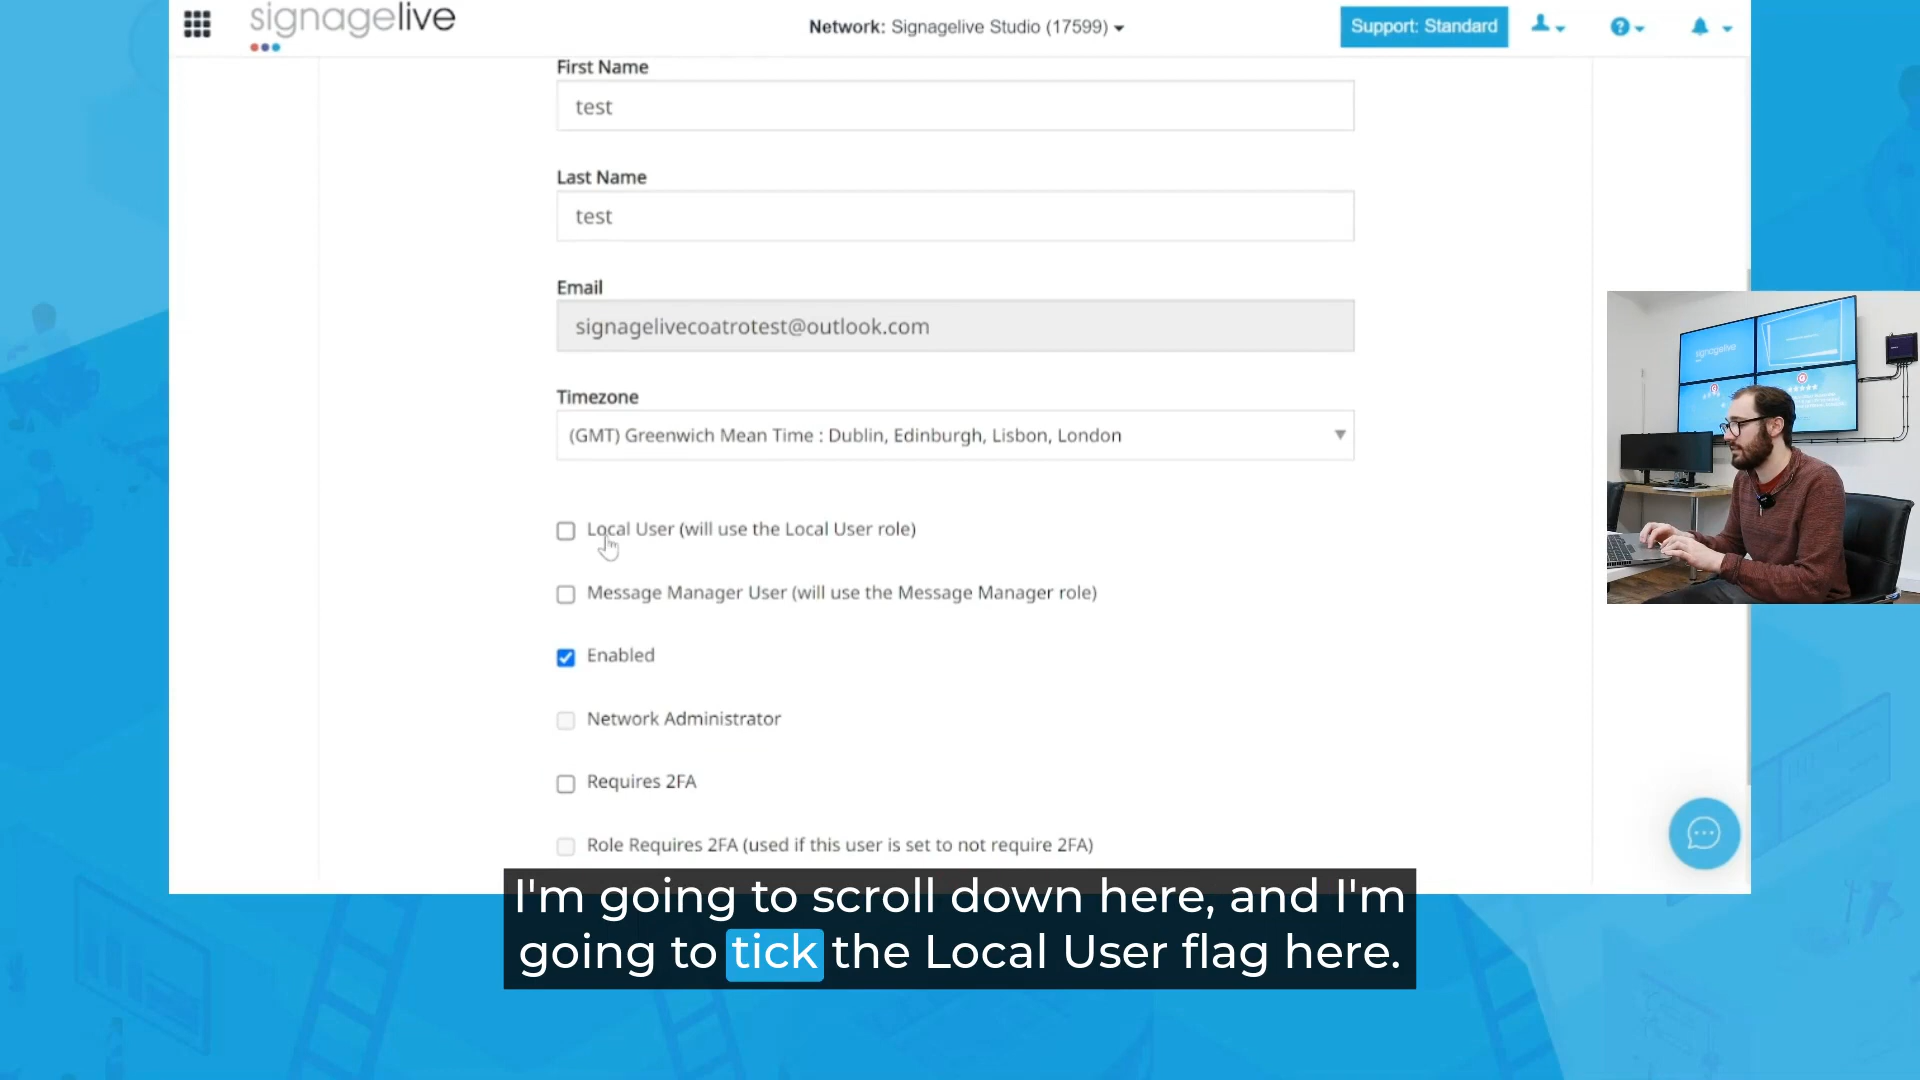 signagelive
Network: Signagelive Studio (17599)
Support: Standard
First Name
test
Last Name
test
Email
signagelivecoatrotest@outlook.com
Timezone
(GMT) Greenwich Mean Time : Dublin, Edinburgh, Lisbon, London
Local User (will use the Local User role)
Message Manager User (will use the Message Manager role)
Enabled
Network Administrator
Requires 2FA
Role Requires 2FA (used if this user is set to not require 2FA)
signagelive
I'm going to scroll down here, and I'm
going to tick the Local User flag here.